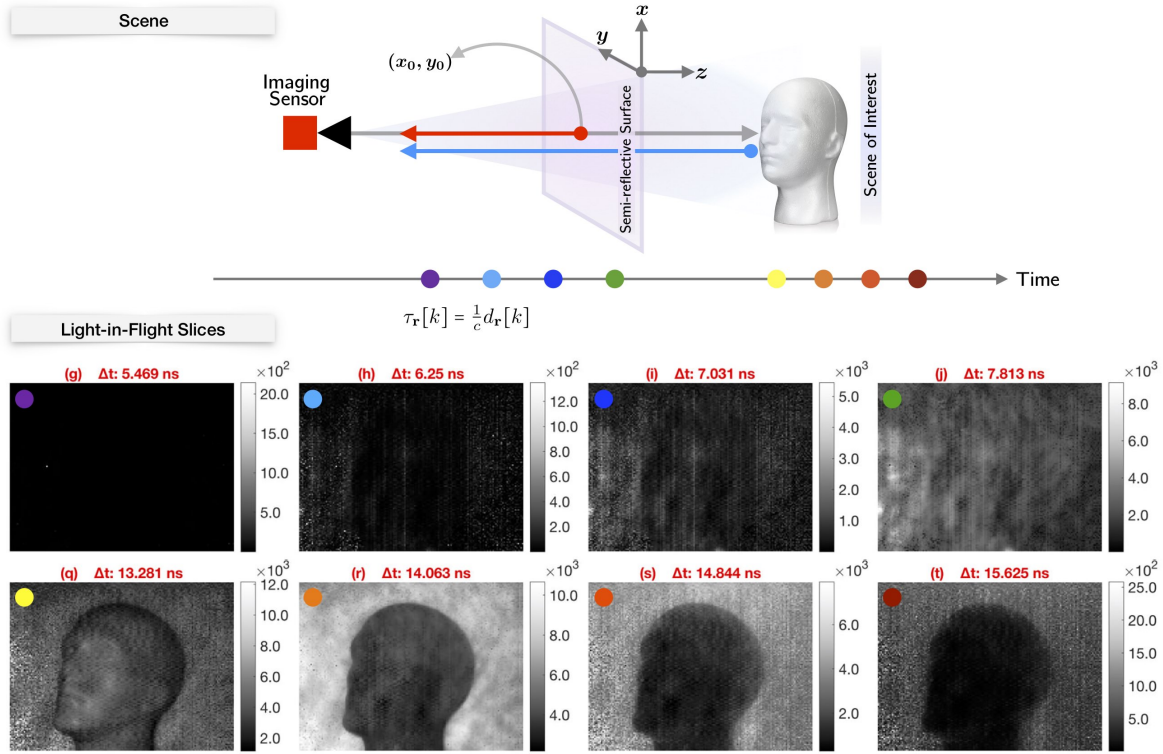 Scene
x
y
z
(x₀, y₀)
Imaging
Sensor
Semi-reflective Surface
Scene of Interest
Time
τ_r[k] = 1/c d_r[k]
Light-in-Flight Slices
(g) Δt: 5.469 ns
×10²
20.0
15.0
10.0
5.0
(h) Δt: 6.25 ns
×10²
12.0
10.0
8.0
6.0
4.0
2.0
(i) Δt: 7.031 ns
×10³
5.0
4.0
3.0
2.0
1.0
(j) Δt: 7.813 ns
×10³
8.0
6.0
4.0
2.0
(q) Δt: 13.281 ns
×10³
12.0
10.0
8.0
6.0
4.0
2.0
(r) Δt: 14.063 ns
×10³
10.0
8.0
6.0
4.0
(s) Δt: 14.844 ns
×10³
6.0
4.0
2.0
(t) Δt: 15.625 ns
×10²
25.0
20.0
15.0
10.0
5.0